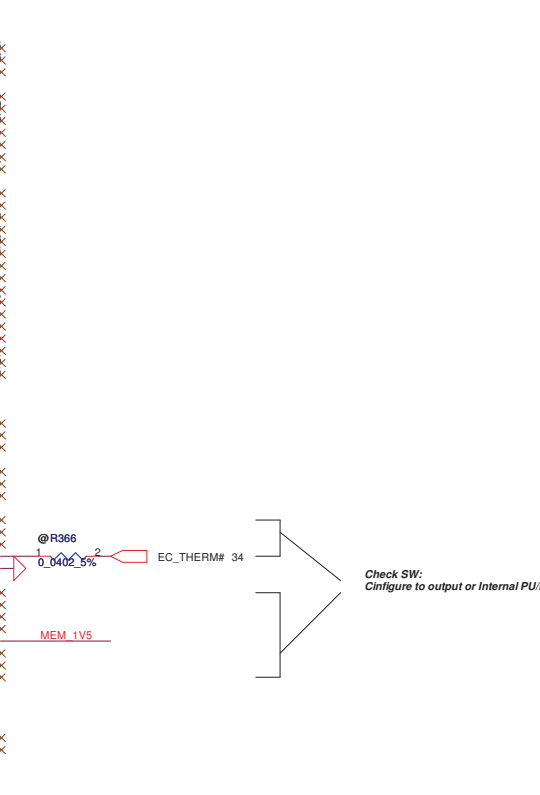 @R366
1 2
0_0402_5%
EC_THERM# 34
Check SW:
Cinfigure to output or Internal PU/
MEM_1V5